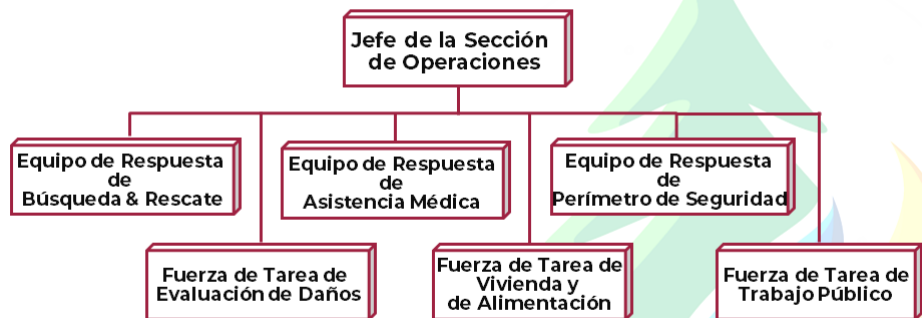 Jefe de la Sección
de Operaciones
Equipo de Respuesta
de
Búsqueda & Rescate
Equipo de Respuesta
de
Asistencia Médica
Equipo de Respuesta
de
Perímetro de Seguridad
Fuerza de Tarea de
Evaluación de Daños
Fuerza de Tarea de
Vivienda y
de Alimentación
Fuerza de Tarea de
Trabajo Público